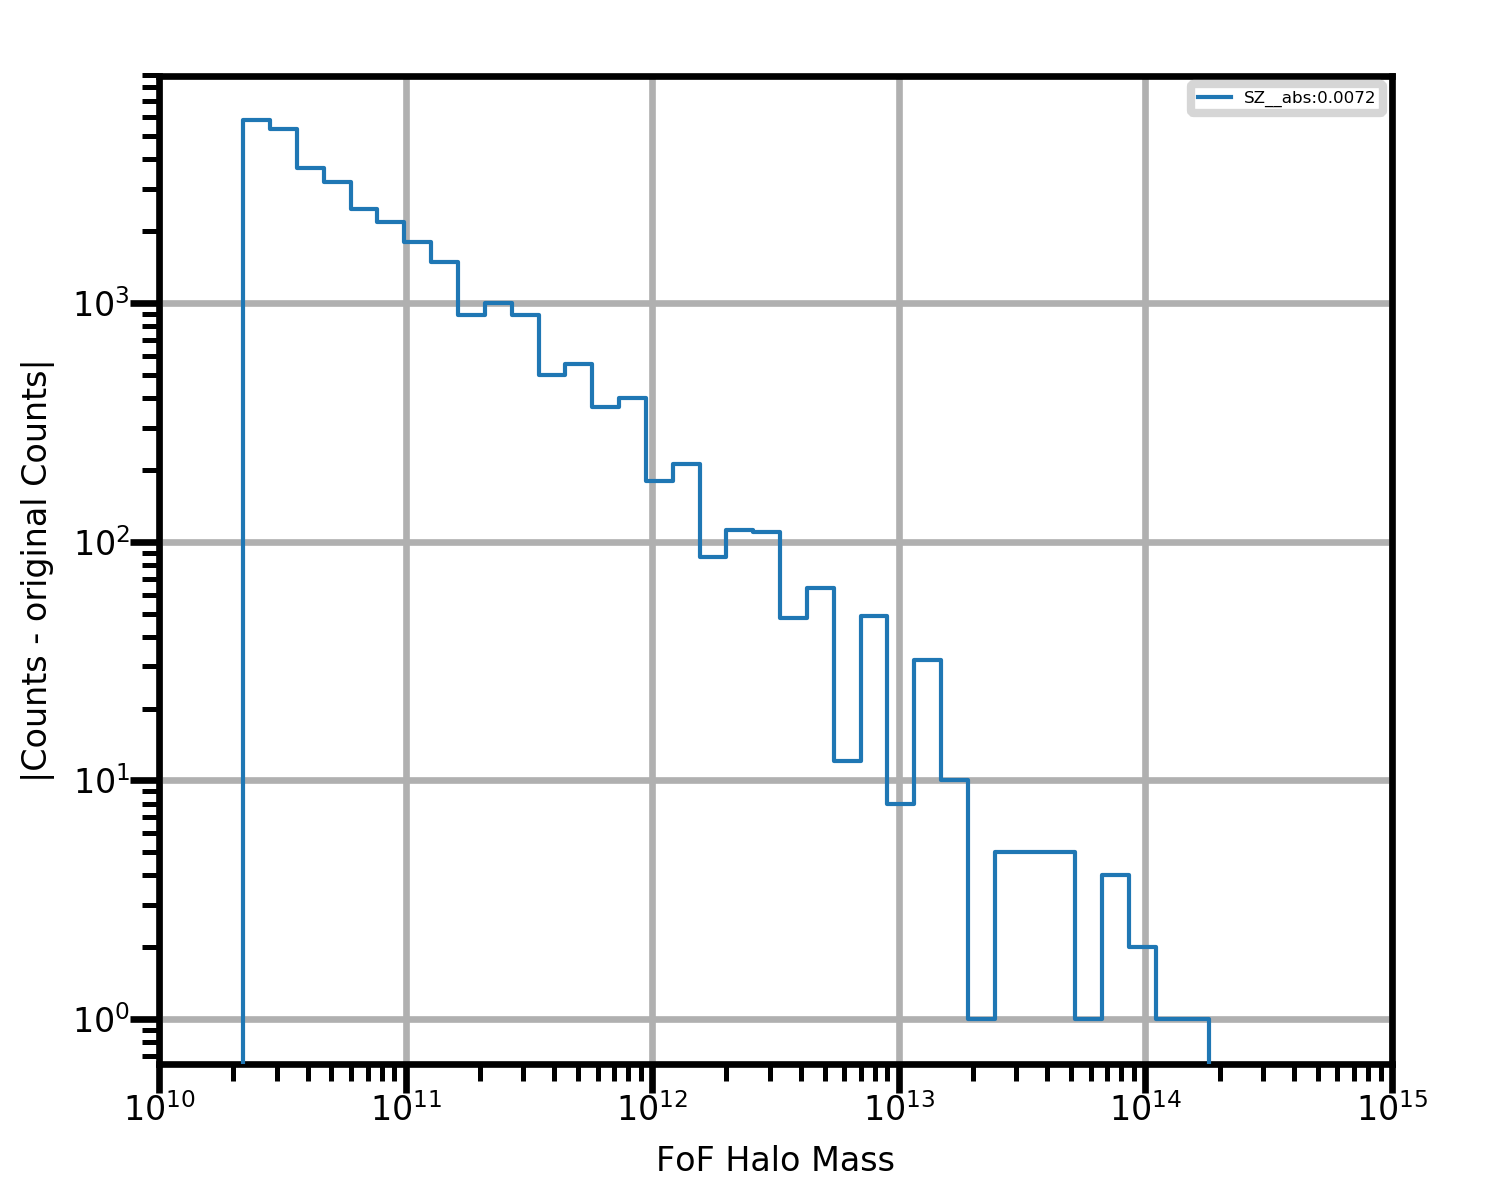 SZ__abs:0.0072
10³
10²
10¹
10⁰
|Counts - original Counts|
10¹⁰ 10¹¹ 10¹² 10¹³ 10¹⁴ 10¹⁵
FoF Halo Mass